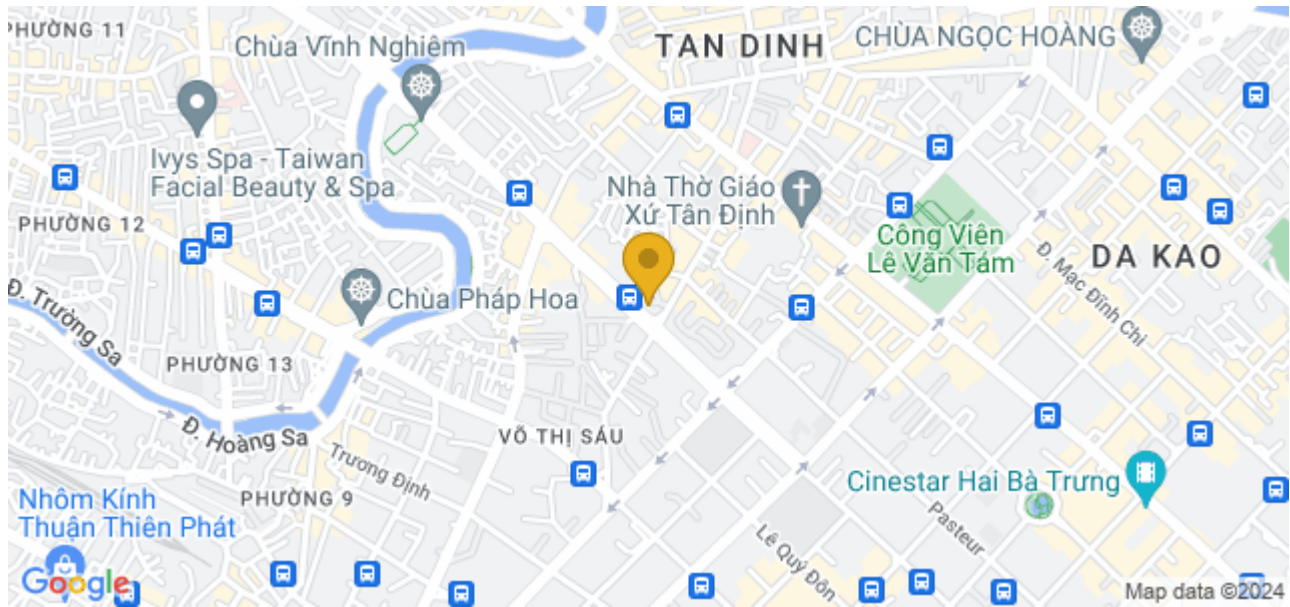 PHƯỜNG 11
Chùa Vĩnh Nghiêm
TAN DINH
CHÙA NGỌC HOÀNG
Ivys Spa - Taiwan
Facial Beauty & Spa
Nhà Thờ Giáo
Xứ Tân Định
PHƯỜNG 12
Công Viên
Lê Văn Tám
DA KAO
Đ. Mạc Đĩnh Chi
Đ. Trường Sa
Chùa Pháp Hoa
PHƯỜNG 13
Đ. Hoàng Sa
VÕ THỊ SÁU
Trương Định
PHƯỜNG 9
Cinestar Hai Bà Trưng
Nhôm Kính
Thuận Thiên Phát
Pasteur
Lê Quý Đôn
Google
Map data ©2024